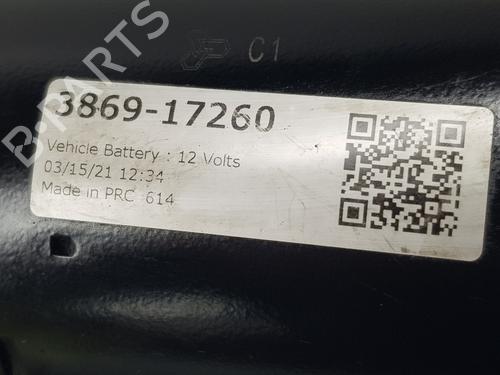 C1
3869-17260
Vehicle Battery : 12 Volts
03/15/21 12:34
Made in PRC 614
B-PARTS